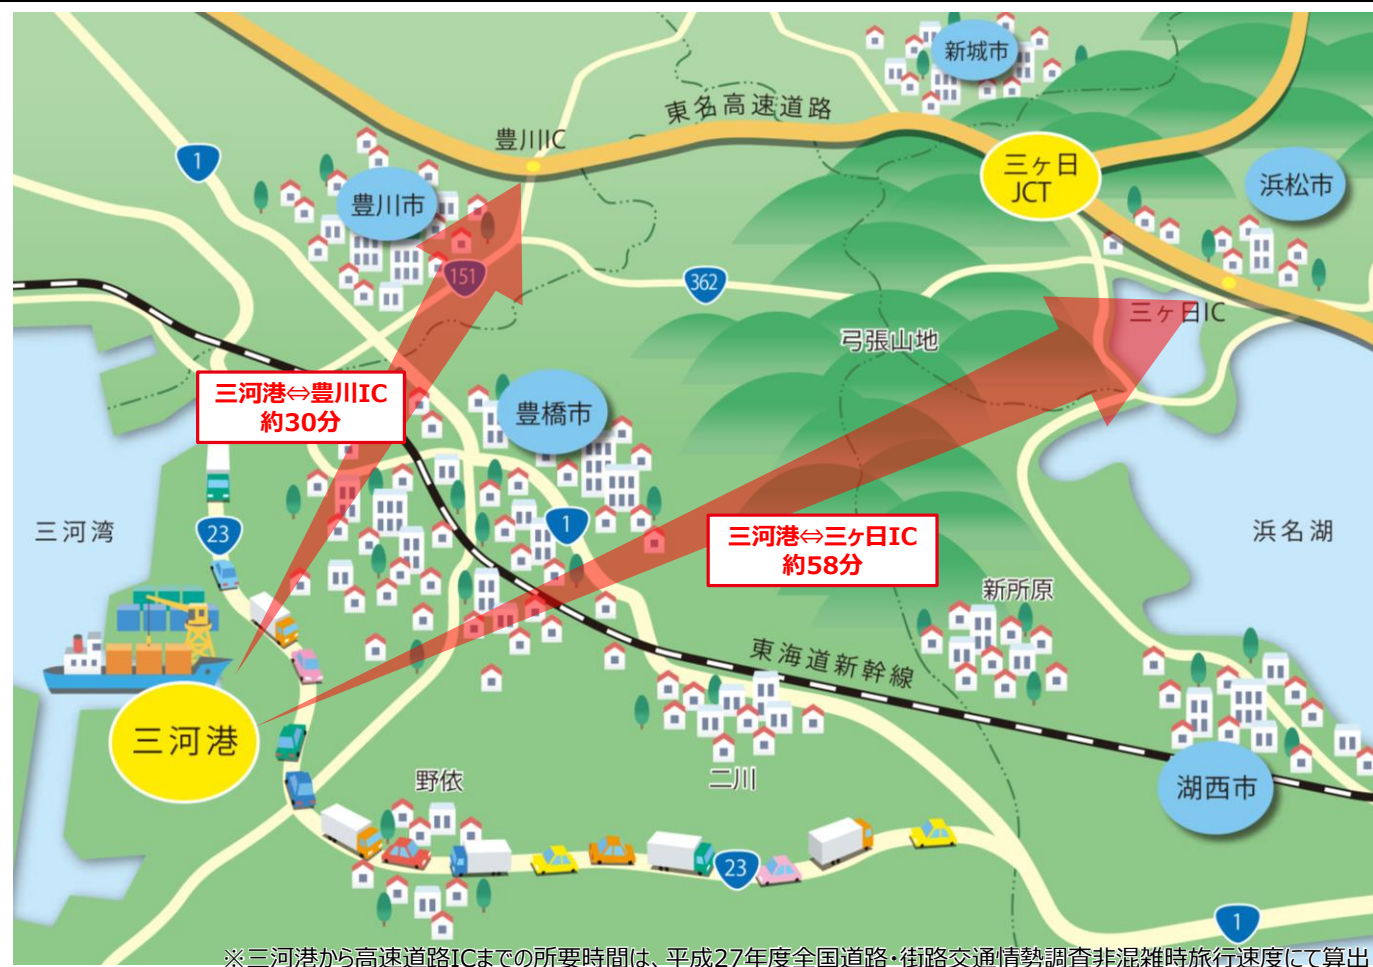 新城市
東名高速道路
豊川IC
1
三ヶ日
JCT
浜松市
豊川市
151
362
三ヶ日IC
弓張山地
三河港⇔豊川IC
約30分
豊橋市
三河湾
23
1
三河港⇔三ヶ日IC
約58分
浜名湖
新所原
東海道新幹線
三河港
野依
二川
湖西市
23
1
※三河港から高速道路ICまでの所要時間は、平成27年度全国道路・街路交通情勢調査非混雑時旅行速度にて算出